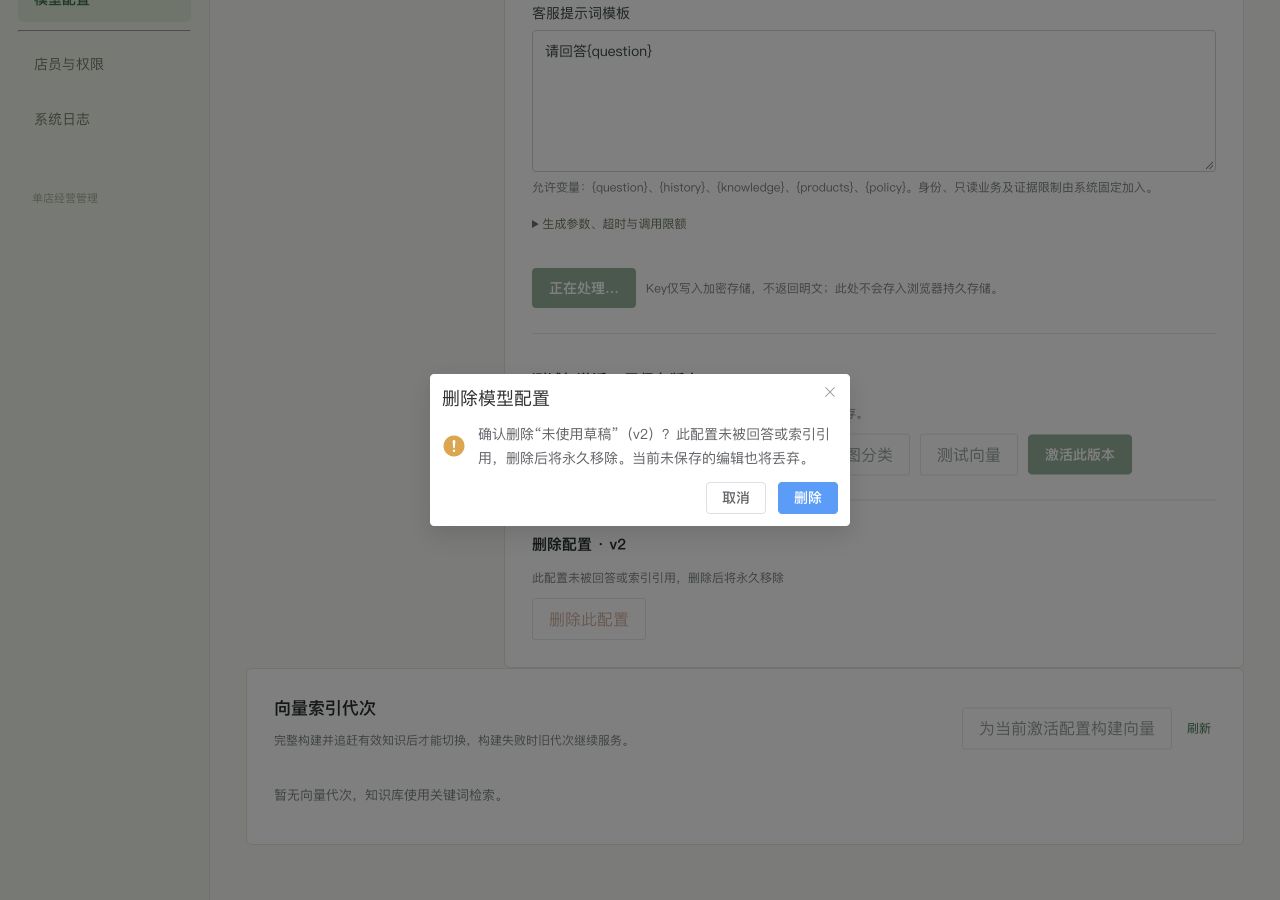 模型配置
店员与权限
系统日志
单店经营管理
客服提示词模板
请回答{question}
允许变量：{question}、{history}、{knowledge}、{products}、{policy}。身份、只读业务及证据限制由系统固定加入。
生成参数、超时与调用限额
正在处理...
Key仅写入加密存储，不返回明文；此处不会存入浏览器持久存储。
删除模型配置
确认删除“未使用草稿”（v2）？此配置未被回答或索引引
用，删除后将永久移除。当前未保存的编辑也将丢弃。
取消
删除
图分类
测试向量
激活此版本
删除配置 · v2
此配置未被回答或索引引用，删除后将永久移除
删除此配置
向量索引代次
完整构建并追赶有效知识后才能切换，构建失败时旧代次继续服务。
为当前激活配置构建向量
刷新
暂无向量代次，知识库使用关键词检索。